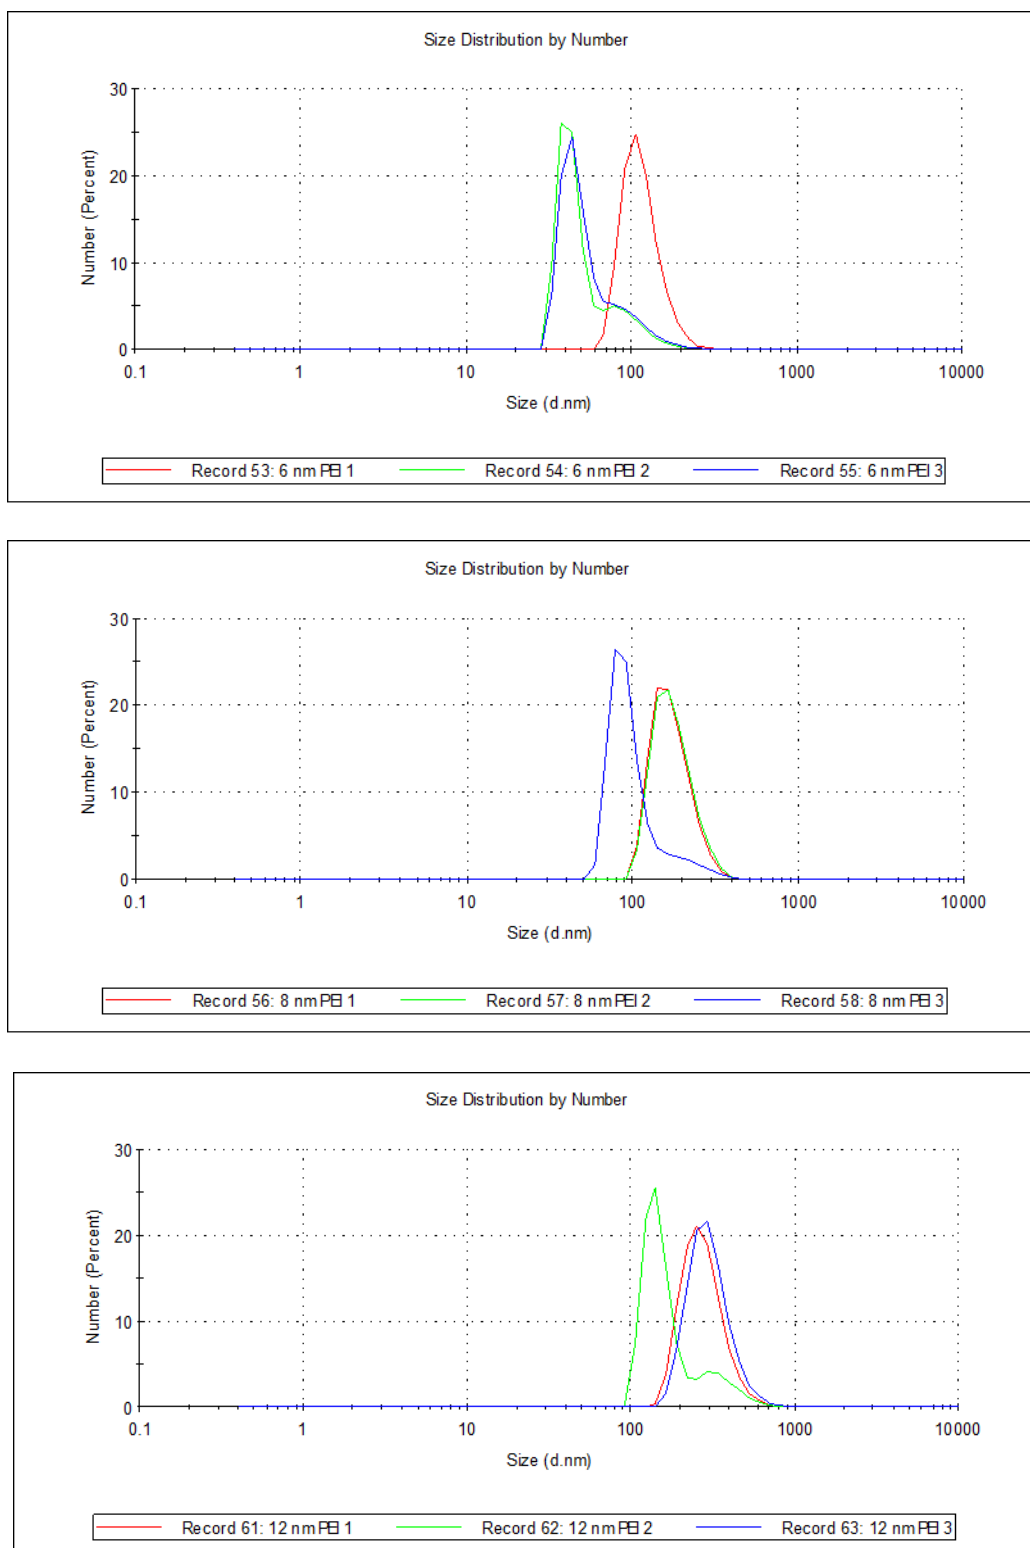 Size Distribution by Number
30
20
10
0
Number (Percent)
0.1 1 10 100 1000 10000
Size (d.nm)
Record 53: 6 nm PEI 1 Record 54: 6 nm PEI 2 Record 55: 6 nm PEI 3
Size Distribution by Number
30
20
10
0
Number (Percent)
0.1 1 10 100 1000 10000
Size (d.nm)
Record 56: 8 nm PEI 1 Record 57: 8 nm PEI 2 Record 58: 8 nm PEI 3
Size Distribution by Number
30
20
10
0
Number (Percent)
0.1 1 10 100 1000 10000
Size (d.nm)
Record 61: 12 nm PEI 1 Record 62: 12 nm PEI 2 Record 63: 12 nm PEI 3